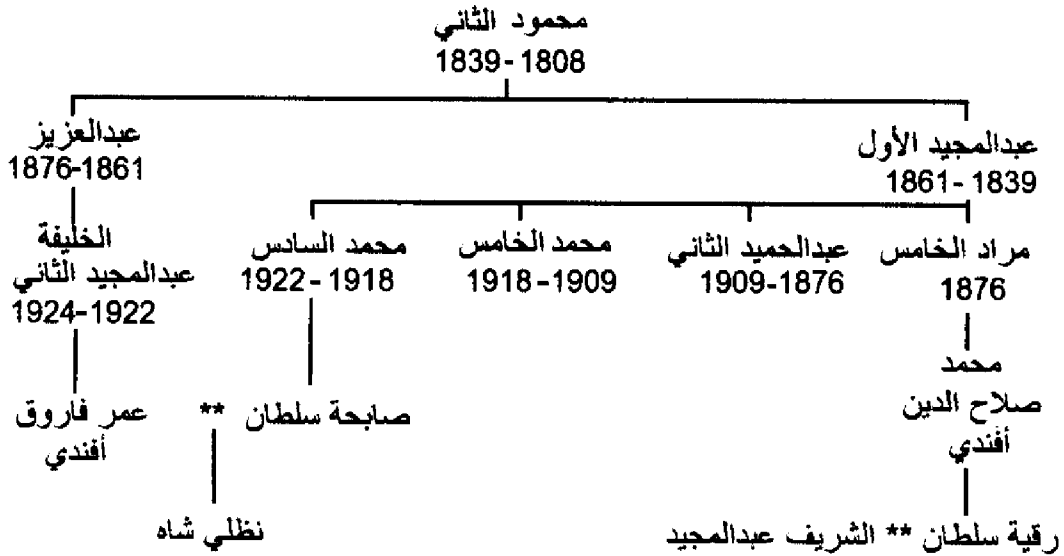 محمود الثاني
1839-1808
عبدالمجيد الأول
1861-1839
عبدالعزيز
1876-1861
مراد الخامس
1876
عبدالحميد الثاني
1909-1876
محمد الخامس
1918-1909
محمد السادس
1922-1918
الخليفة
عبدالمجيد الثاني
1924-1922
محمد
صلاح الدين
أفندي
صابحة سلطان **
عمر فاروق
أفندي
رقية سلطان ** الشريف عبدالمجيد
نظلي شاه